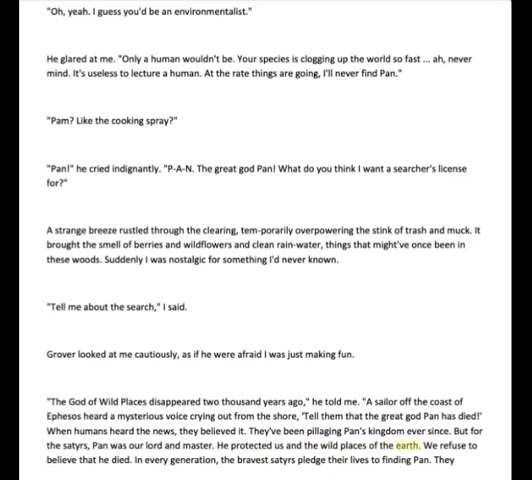 "Oh, yeah. I guess you'd be an environmentalist."
He glared at me. "Only a human wouldn't be. Your species is clogging up the world so fast ... ah, never
mind. It's useless to lecture a human. At the rate things are going, I'll never find Pan."
"Pam? Like the cooking spray?"
"Pan!" he cried indignantly. "P-A-N. The great god Pan! What do you think I want a searcher's license
for?"
A strange breeze rustled through the clearing, tem-porarily overpowering the stink of trash and muck. It
brought the smell of berries and wildflowers and clean rain-water, things that might've once been in
these woods. Suddenly I was nostalgic for something I'd never known.
"Tell me about the search," I said.
Grover looked at me cautiously, as if he were afraid I was just making fun.
"The God of Wild Places disappeared two thousand years ago," he told me. "A sailor off the coast of
Ephesos heard a mysterious voice crying out from the shore, 'Tell them that the great god Pan has died!'
When humans heard the news, they believed it. They've been pillaging Pan's kingdom ever since. But for
the satyrs, Pan was our lord and master. He protected us and the wild places of the earth. We refuse to
believe that he died. In every generation, the bravest satyrs pledge their lives to finding Pan. They